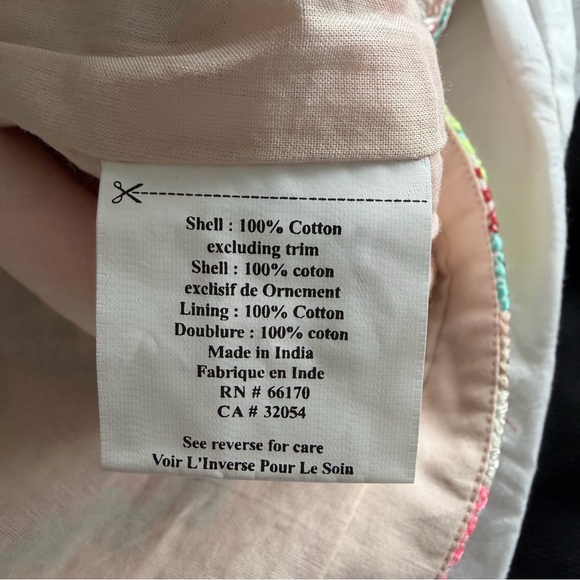 Shell : 100% Cotton
excluding trim
Shell : 100% coton
exclisif de Ornement
Lining : 100% Cotton
Doublure : 100% coton
Made in India
Fabrique en Inde
RN # 66170
CA # 32054
See reverse for care
Voir L'Inverse Pour Le Soin